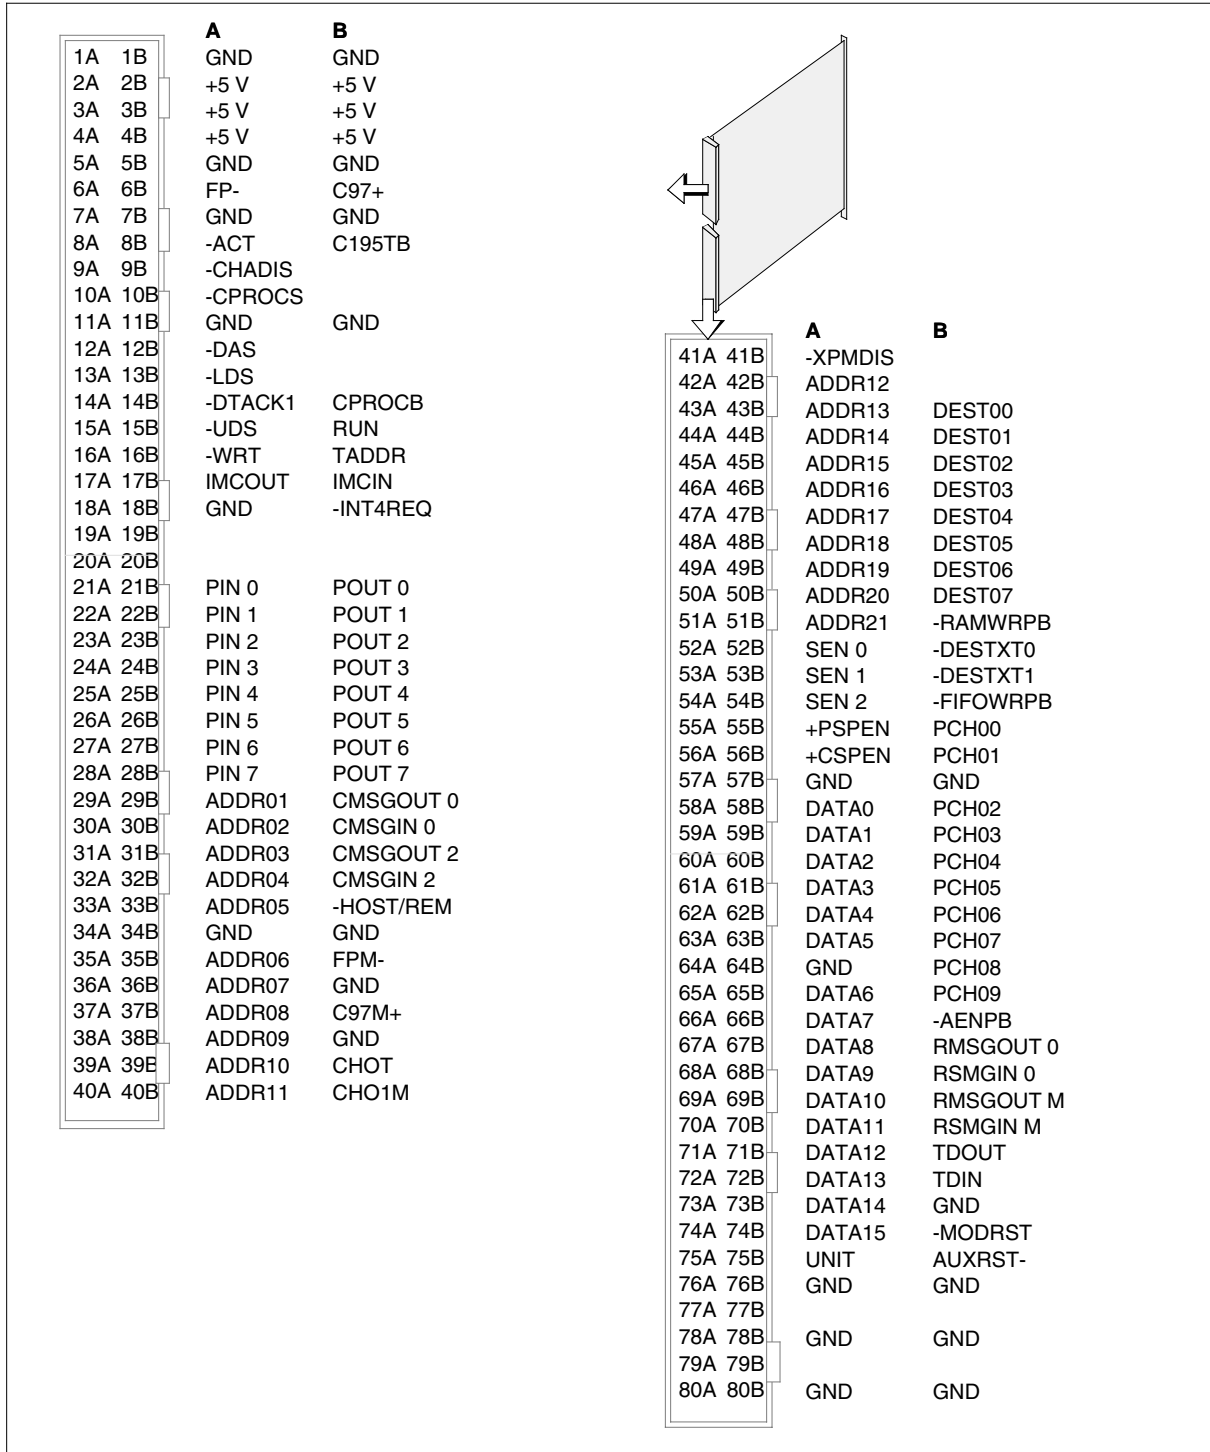 A B
1A 1B GND GND
2A 2B +5 V +5 V
3A 3B +5 V +5 V
4A 4B +5 V +5 V
5A 5B GND GND
6A 6B FP- C97+
7A 7B GND GND
8A 8B -ACT C195TB
9A 9B -CHADIS
10A 10B -CPROCS
11A 11B GND GND
12A 12B -DAS
13A 13B -LDS
14A 14B -DTACK1 CPROCB
15A 15B -UDS RUN
16A 16B -WRT TADDR
17A 17B IMCOUT IMCIN
18A 18B GND -INT4REQ
19A 19B
20A 20B
21A 21B PIN 0 POUT 0
22A 22B PIN 1 POUT 1
23A 23B PIN 2 POUT 2
24A 24B PIN 3 POUT 3
25A 25B PIN 4 POUT 4
26A 26B PIN 5 POUT 5
27A 27B PIN 6 POUT 6
28A 28B PIN 7 POUT 7
29A 29B ADDR01 CMSGOUT 0
30A 30B ADDR02 CMSGIN 0
31A 31B ADDR03 CMSGOUT 2
32A 32B ADDR04 CMSGIN 2
33A 33B ADDR05 -HOST/REM
34A 34B GND GND
35A 35B ADDR06 FPM-
36A 36B ADDR07 GND
37A 37B ADDR08 C97M+
38A 38B ADDR09 GND
39A 39B ADDR10 CHOT
40A 40B ADDR11 CHO1M
A B
41A 41B -XPMDIS
42A 42B ADDR12
43A 43B ADDR13 DEST00
44A 44B ADDR14 DEST01
45A 45B ADDR15 DEST02
46A 46B ADDR16 DEST03
47A 47B ADDR17 DEST04
48A 48B ADDR18 DEST05
49A 49B ADDR19 DEST06
50A 50B ADDR20 DEST07
51A 51B ADDR21 -RAMWRPB
52A 52B SEN 0 -DESTXT0
53A 53B SEN 1 -DESTXT1
54A 54B SEN 2 -FIFOWRPB
55A 55B +PSPEN PCH00
56A 56B +CSPEN PCH01
57A 57B GND GND
58A 58B DATA0 PCH02
59A 59B DATA1 PCH03
60A 60B DATA2 PCH04
61A 61B DATA3 PCH05
62A 62B DATA4 PCH06
63A 63B DATA5 PCH07
64A 64B GND PCH08
65A 65B DATA6 PCH09
66A 66B DATA7 -AENPB
67A 67B DATA8 RMSGOUT 0
68A 68B DATA9 RSMGIN 0
69A 69B DATA10 RMSGOUT M
70A 70B DATA11 RSMGIN M
71A 71B DATA12 TDOUT
72A 72B DATA13 TDIN
73A 73B DATA14 GND
74A 74B DATA15 -MODRST
75A 75B UNIT AUXRST-
76A 76B GND GND
77A 77B
78A 78B GND GND
79A 79B
80A 80B GND GND